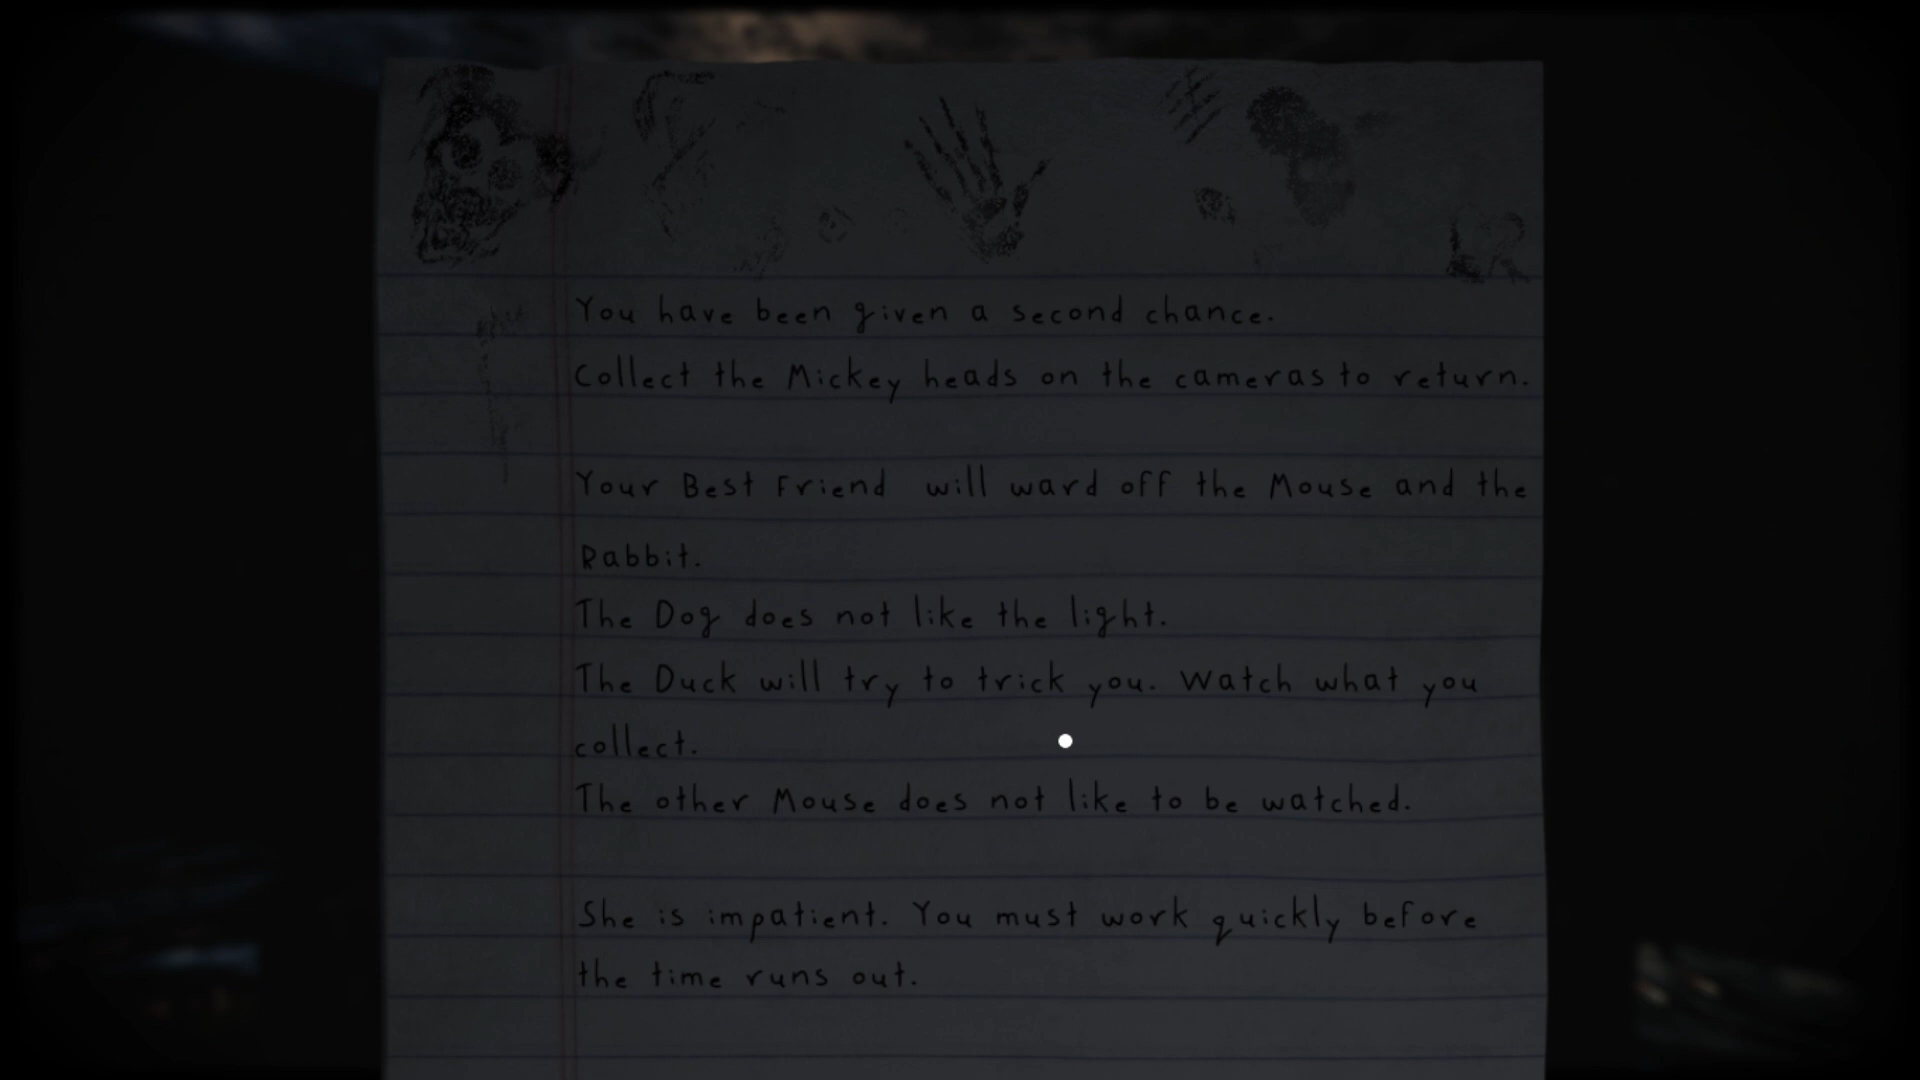 You have been given a second chance.
Collect the Mickey heads on the cameras to return.
Your Best Friend will ward off the Mouse and the
Rabbit.
The Dog does not like the light.
The Duck will try to trick you. Watch what you
collect.
The other Mouse does not like to be watched.
She is impatient. You must work quickly before
the time runs out.